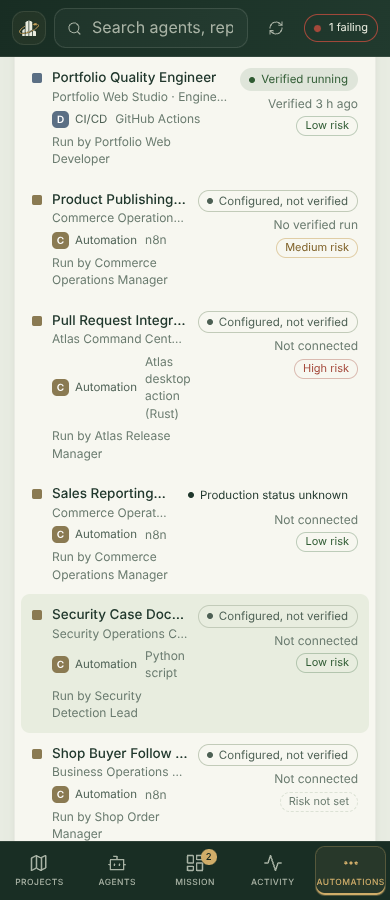 Search agents, rep
1 failing
Portfolio Quality Engineer
Verified running
Portfolio Web Studio · Engine...
Verified 3 h ago
D CI/CD GitHub Actions
Low risk
Run by Portfolio Web
Developer
Product Publishing...
Configured, not verified
Commerce Operation...
No verified run
C Automation n8n
Medium risk
Run by Commerce
Operations Manager
Pull Request Integr...
Configured, not verified
Atlas Command Cent...
Not connected
High risk
C Automation
Atlas
desktop
action
(Rust)
Run by Atlas Release
Manager
Sales Reporting...
Production status unknown
Commerce Operat...
Not connected
C Automation n8n
Low risk
Run by Commerce
Operations Manager
Security Case Doc...
Configured, not verified
Security Operations C...
Not connected
C Automation
Python
script
Low risk
Run by Security
Detection Lead
Shop Buyer Follow ...
Configured, not verified
Business Operations ...
Not connected
C Automation n8n
Risk not set
Run by Shop Order
Manager
2
PROJECTS
AGENTS
MISSION
ACTIVITY
AUTOMATIONS